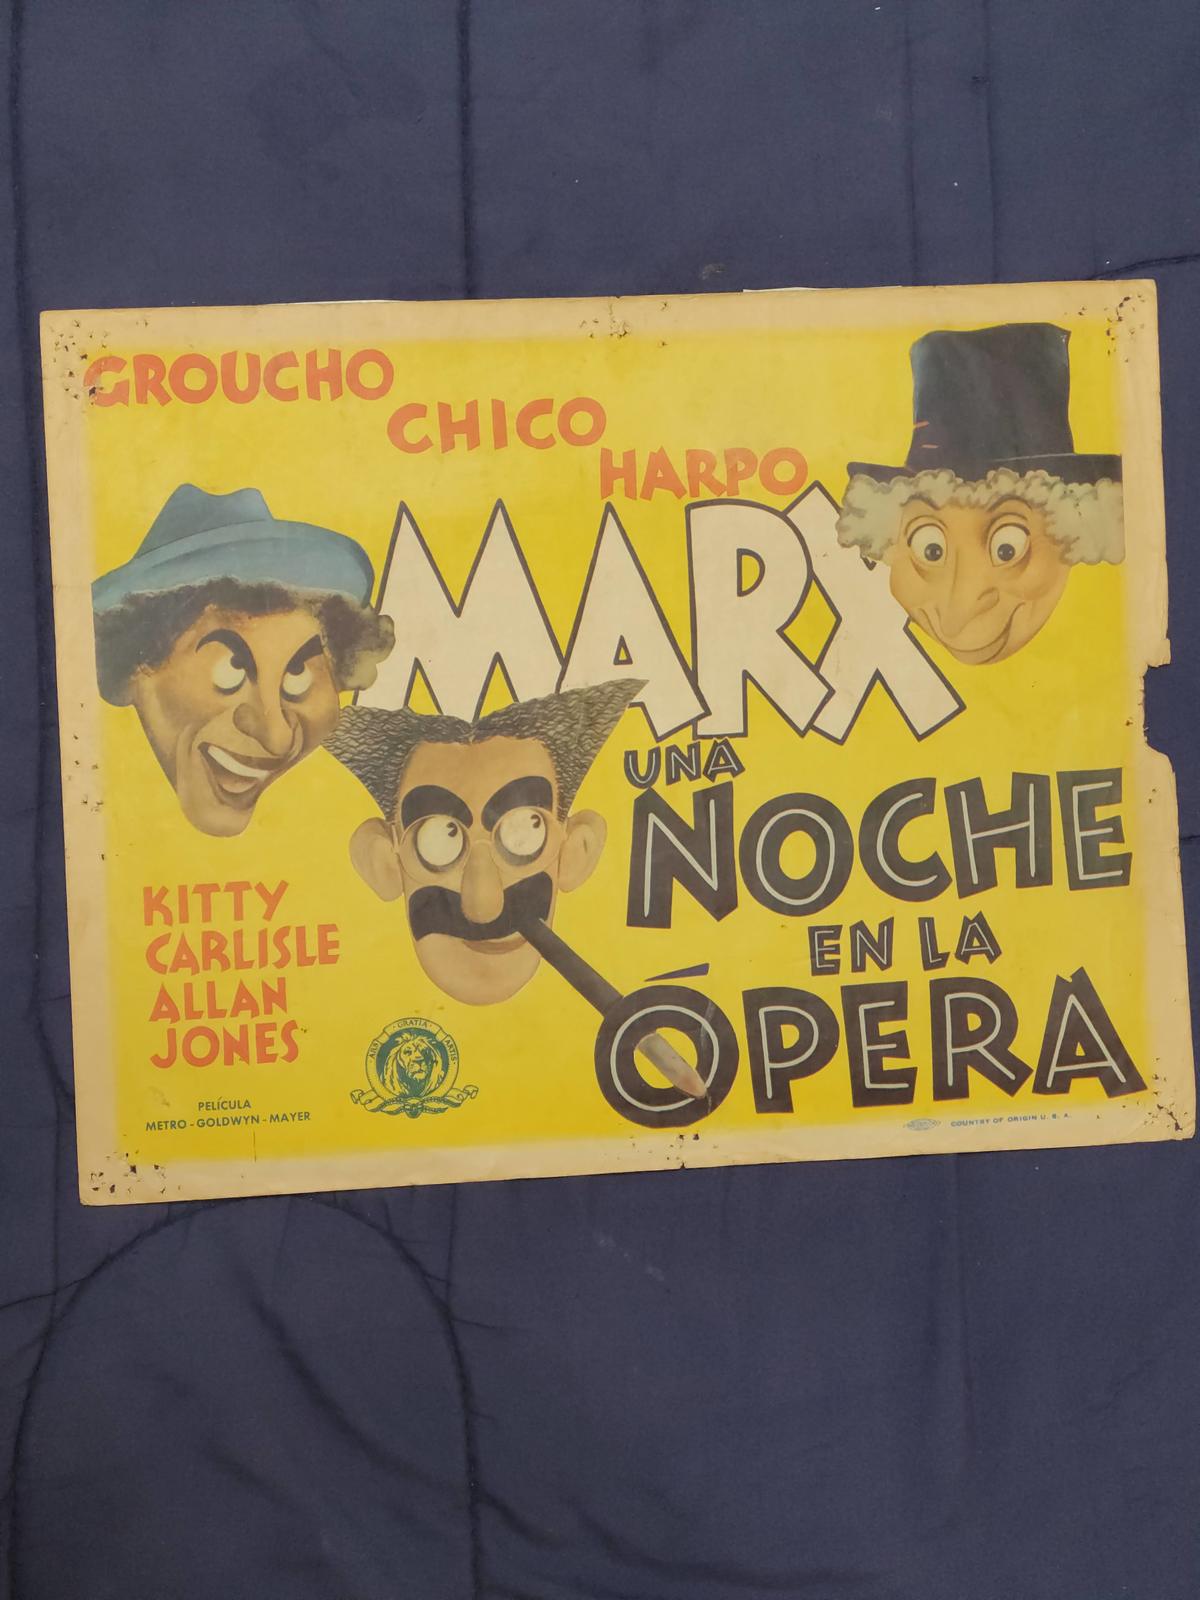 GROUCHO
CHICO
HARPO
MARX
UNA
NOCHE
EN LA
ÓPERA
KITTY
CARLISLE
ALLAN
JONES
ARS GRATIA ARTIS
PELÍCULA
METRO-GOLDWYN-MAYER
COUNTRY OF ORIGIN U.S.A.